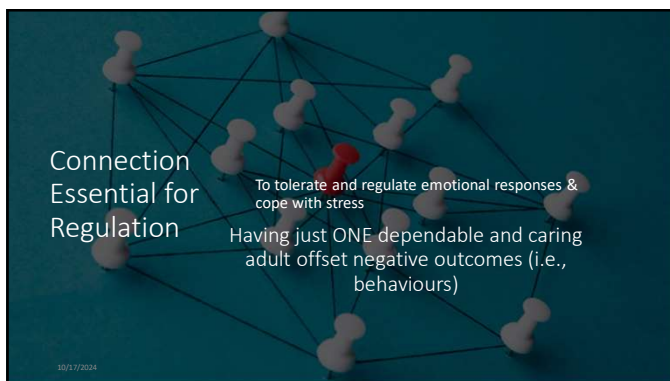 Connection
Essential for
Regulation
To tolerate and regulate emotional responses &
cope with stress
Having just ONE dependable and caring
adult offset negative outcomes (i.e.,
behaviours)
10/17/2024